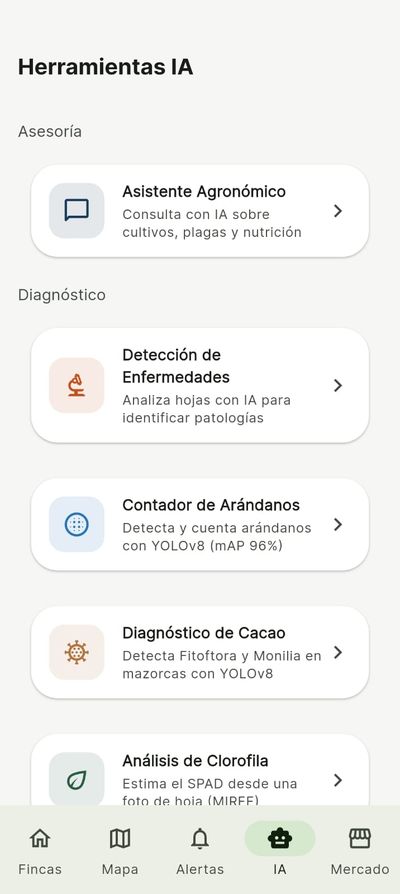 Herramientas IA
Asesoría
Asistente Agronómico
Consulta con IA sobre
cultivos, plagas y nutrición
Diagnóstico
Detección de
Enfermedades
Analiza hojas con IA para
identificar patologías
Contador de Arándanos
Detecta y cuenta arándanos
con YOLOv8 (mAP 96%)
Diagnóstico de Cacao
Detecta Fitoftora y Monilia en
mazorcas con YOLOv8
Análisis de Clorofila
Estima el SPAD desde una
foto de hoja
Fincas
Mapa
Alertas
IA
Mercado